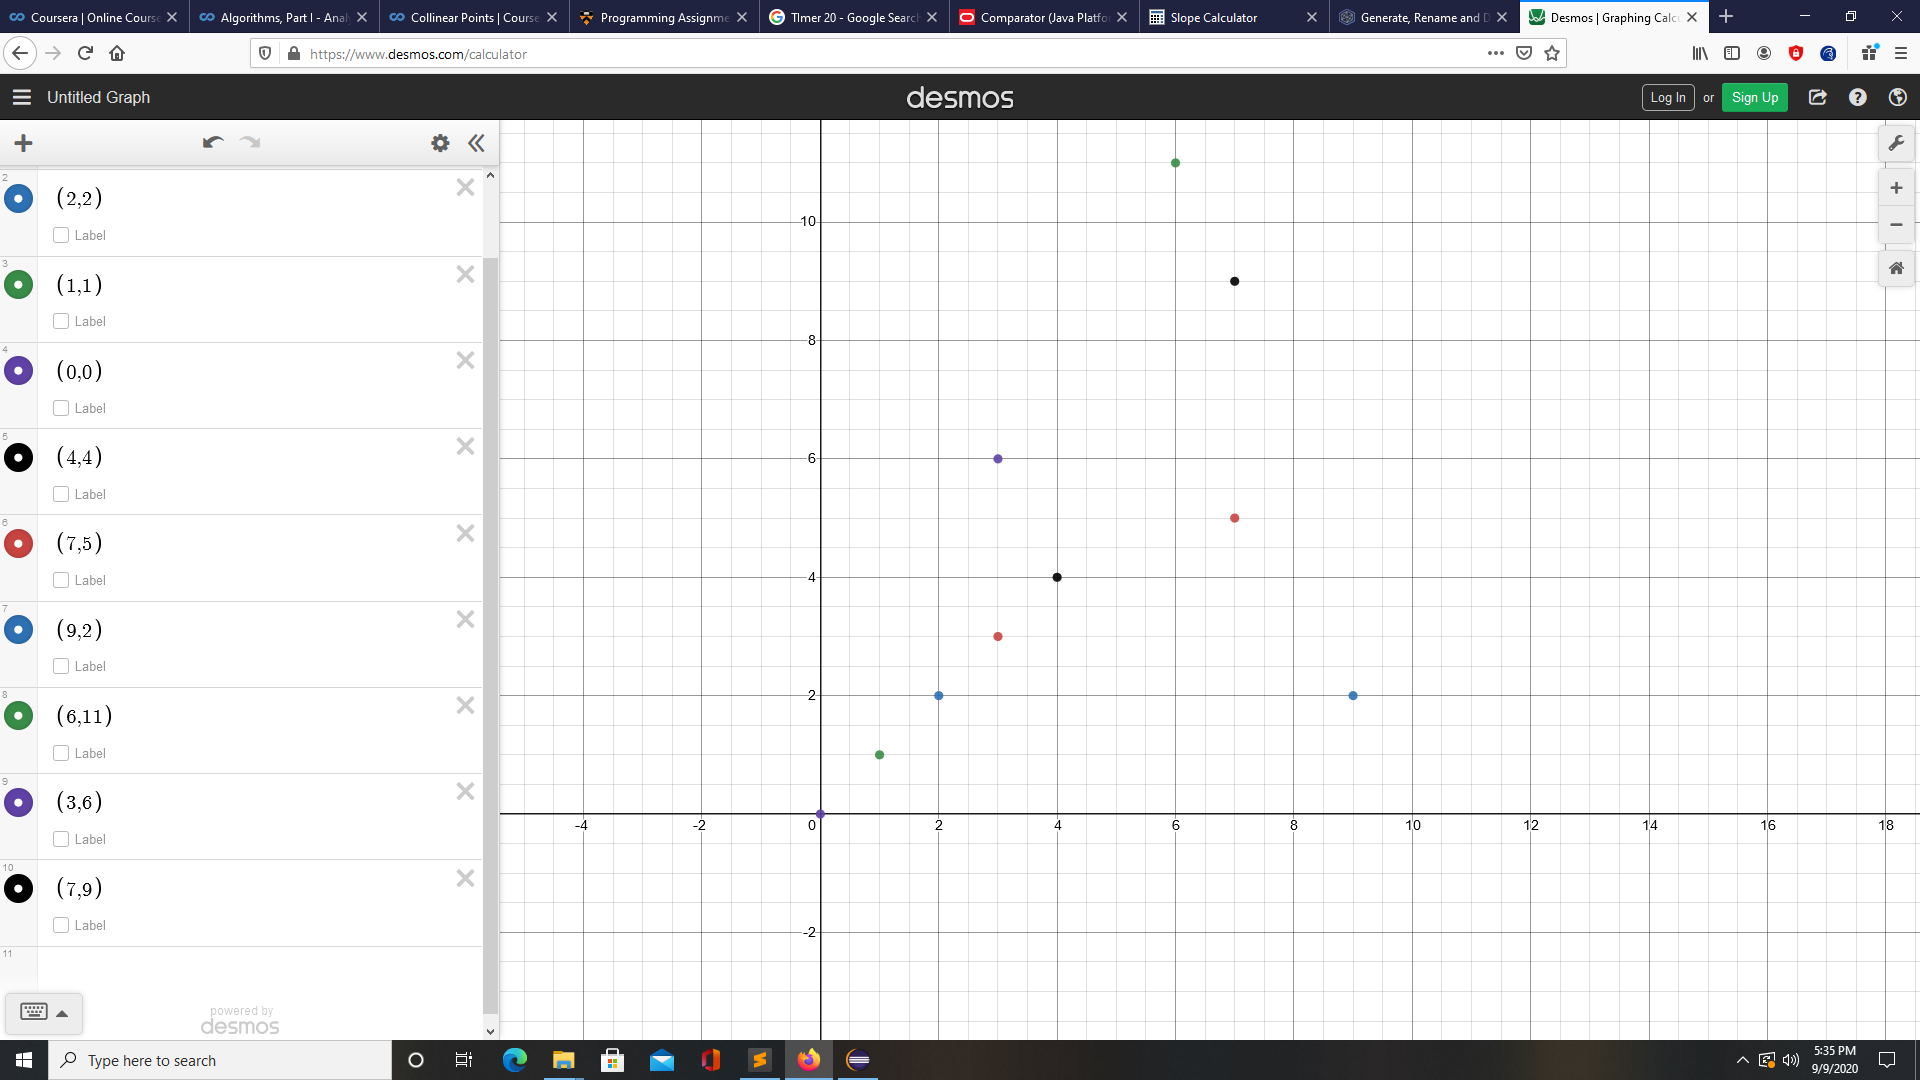 Coursera | Online Course
Algorithms, Part I - Anal
Collinear Points | Course
Programming Assignme
TImer 20 - Google Search
Comparator (Java Platfo
Slope Calculator
Generate, Rename and D
Desmos | Graphing Calcu
https://www.desmos.com/calculator
Untitled Graph
desmos
Log In
or
Sign Up
2
(2,2)
Label
3
(1,1)
Label
4
(0,0)
Label
5
(4,4)
Label
6
(7,5)
Label
7
(9,2)
Label
8
(6,11)
Label
9
(3,6)
Label
10
(7,9)
Label
11
powered by
desmos
10
8
6
4
2
-4
-2
0
2
4
6
8
10
12
14
16
18
-2
Type here to search
5:35 PM
9/9/2020